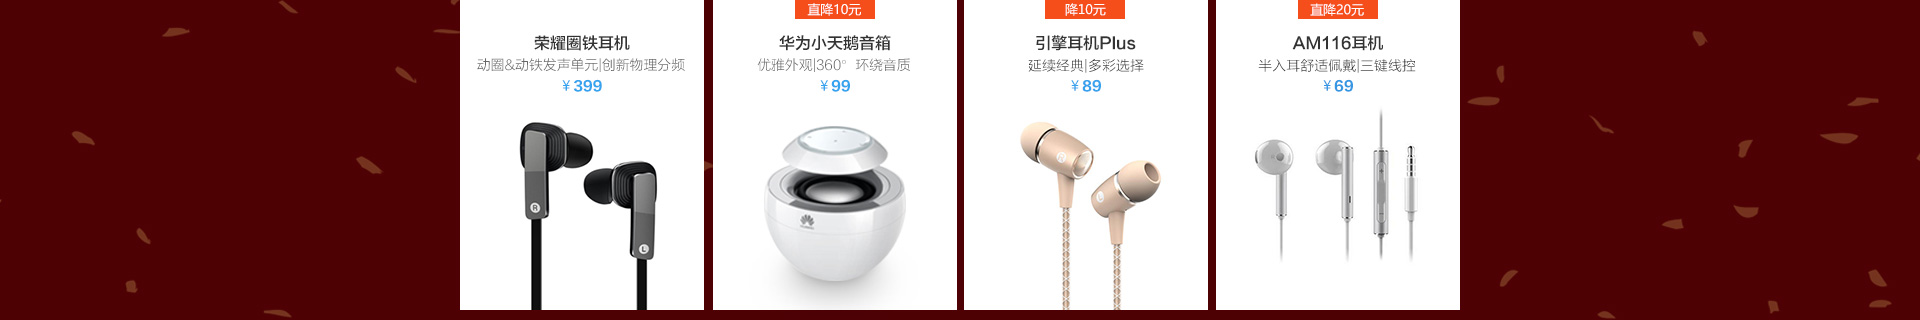 荣耀圈铁耳机
动圈&动铁发声单元|创新物理分频
¥399
R
L
直降10元
华为小天鹅音箱
优雅外观|360° 环绕音质
¥99
降10元
引擎耳机Plus
延续经典|多彩选择
¥89
直降20元
AM116耳机
半入耳舒适佩戴|三键线控
¥69